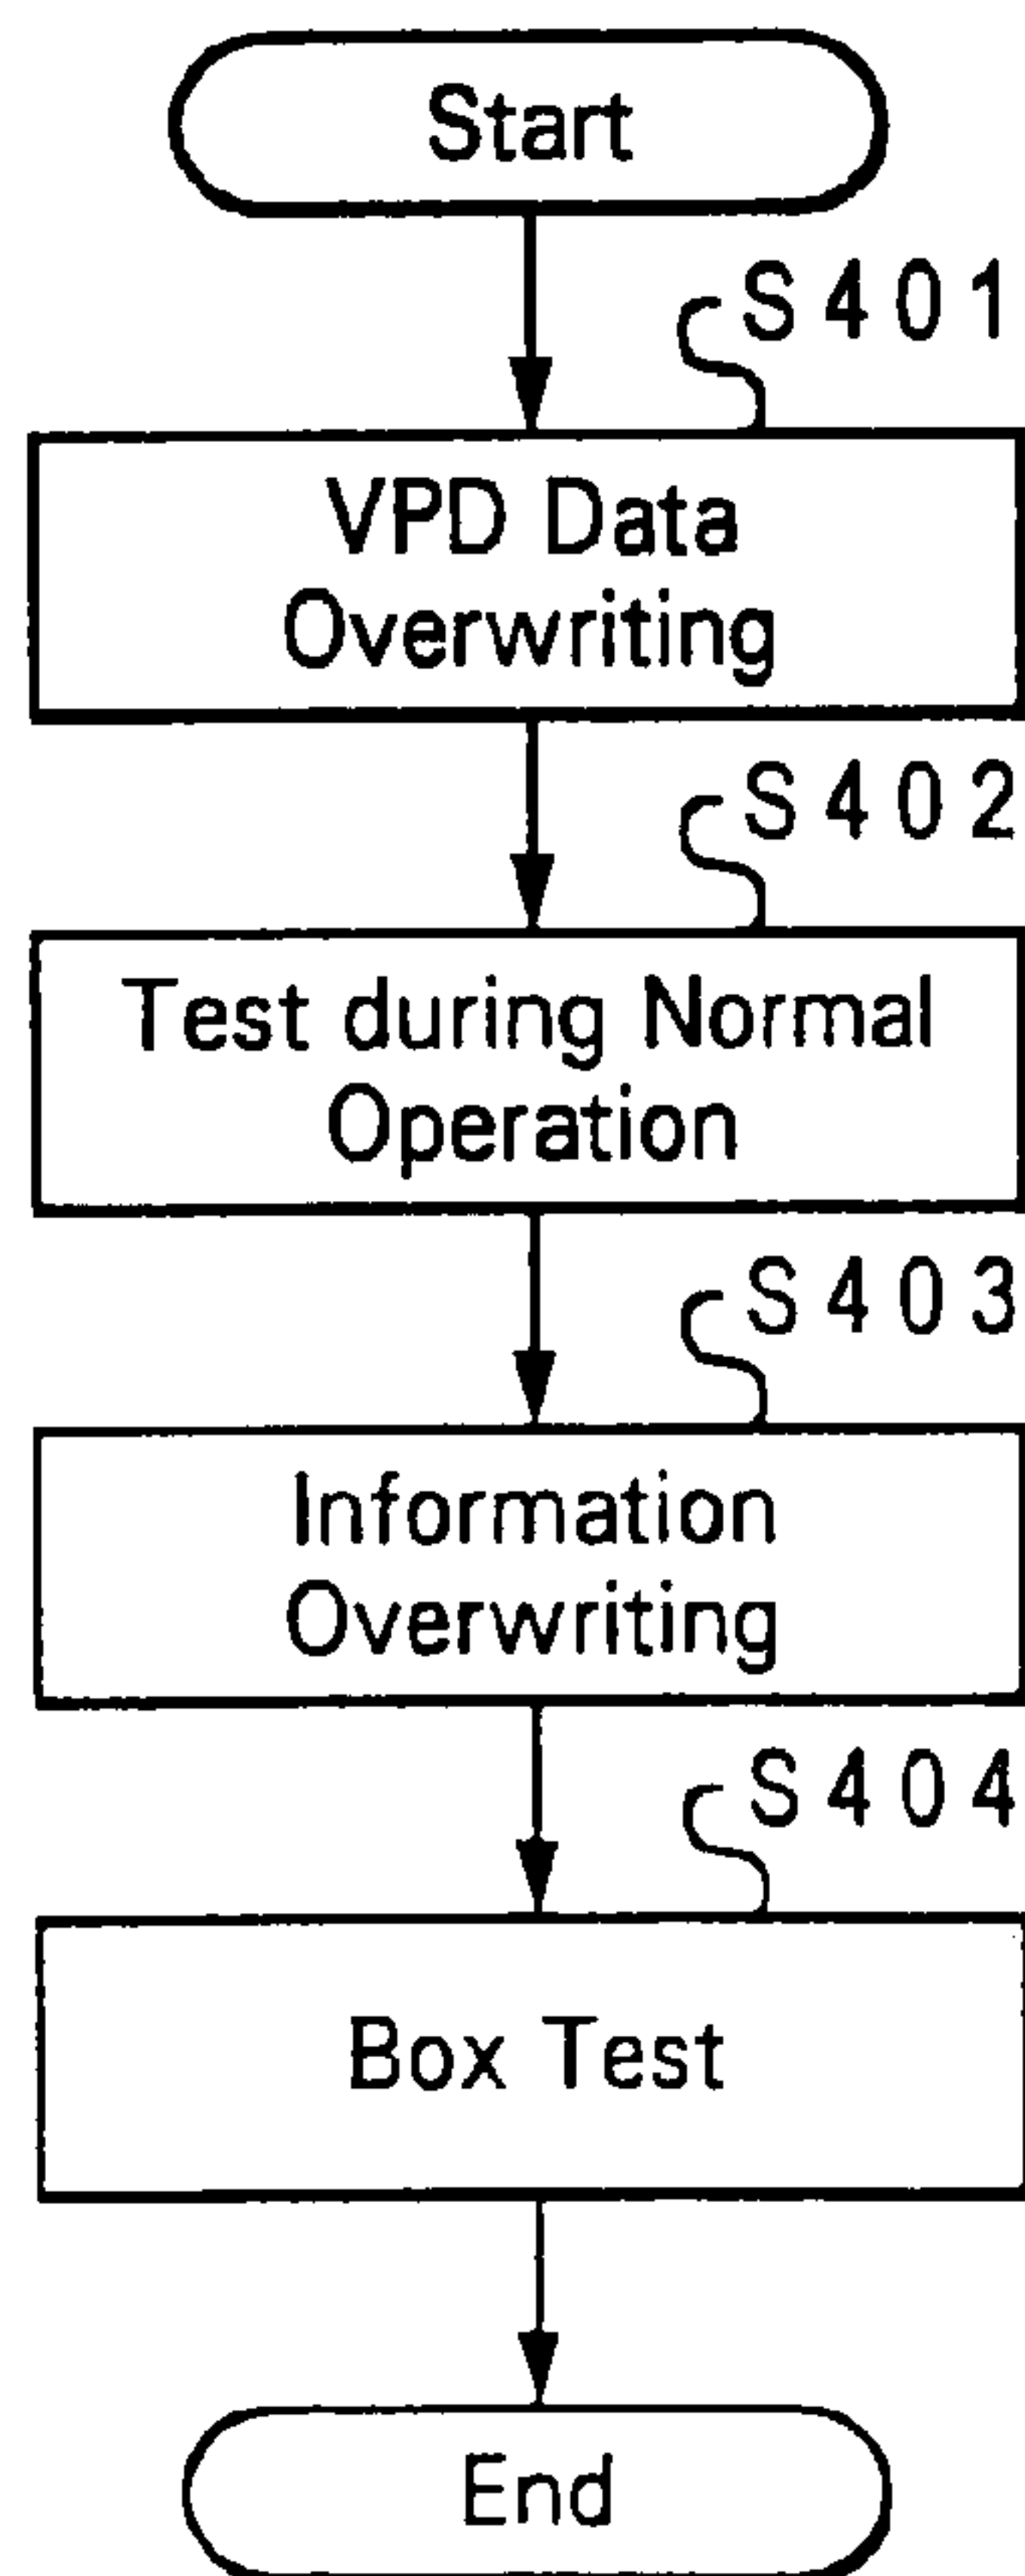 Start
S401
VPD Data
Overwriting
S402
Test during Normal
Operation
S403
Information
Overwriting
S404
Box Test
End